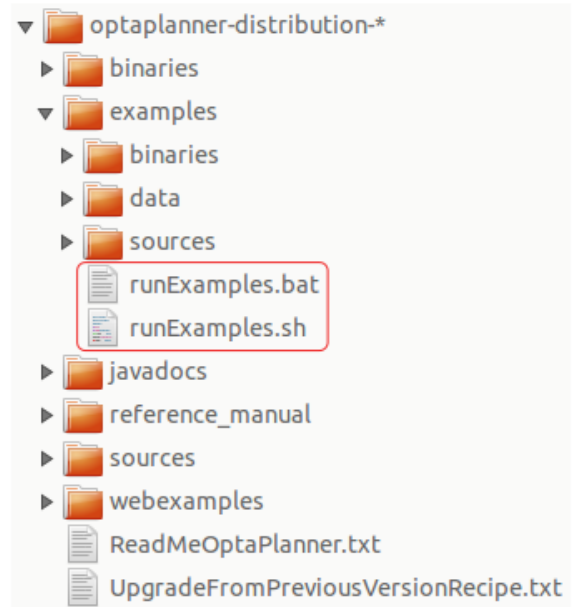 optaplanner-distribution-*
binaries
examples
binaries
data
sources
runExamples.bat
runExamples.sh
javadocs
reference_manual
sources
webexamples
ReadMeOptaPlanner.txt
UpgradeFromPreviousVersionRecipe.txt